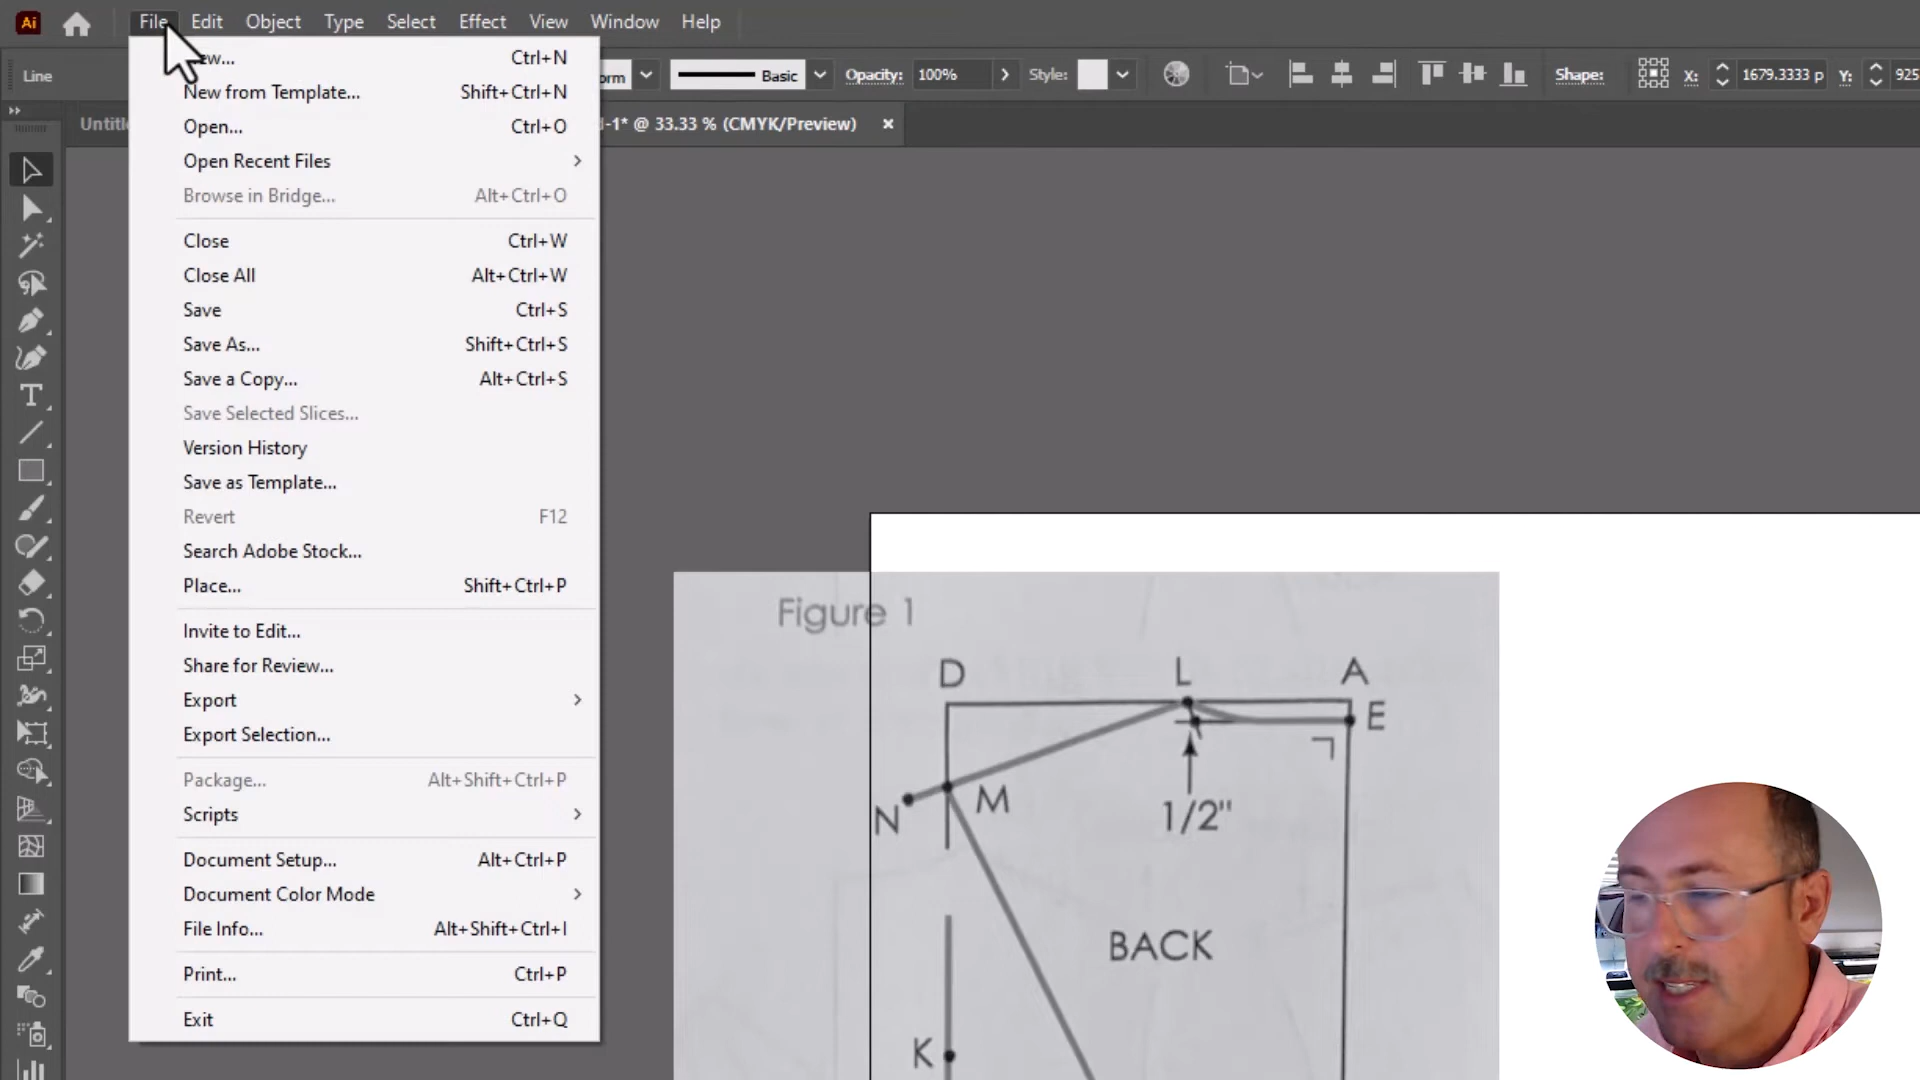 Ai File Edit Object Type Select Effect View Window Help
Line
Basic Opacity: 100% Style: Shape: X: 1679.3333 p Y: 925
-1* @ 33.33 % (CMYK/Preview) ×
New from Template... Shift+Ctrl+N
Ctrl+N
Open... Ctrl+O
Open Recent Files
Browse in Bridge... Alt+Ctrl+O
Close Ctrl+W
Close All Alt+Ctrl+W
Save Ctrl+S
Save As... Shift+Ctrl+S
Save a Copy... Alt+Ctrl+S
Save Selected Slices...
Version History
Save as Template...
Revert F12
Search Adobe Stock...
Place... Shift+Ctrl+P
Invite to Edit...
Share for Review...
Export
Export Selection...
Package... Alt+Shift+Ctrl+P
Scripts
Document Setup... Alt+Ctrl+P
Document Color Mode
File Info... Alt+Shift+Ctrl+I
Print... Ctrl+P
Exit Ctrl+Q
Figure 1
D L A
E
N M
1/2"
BACK
K